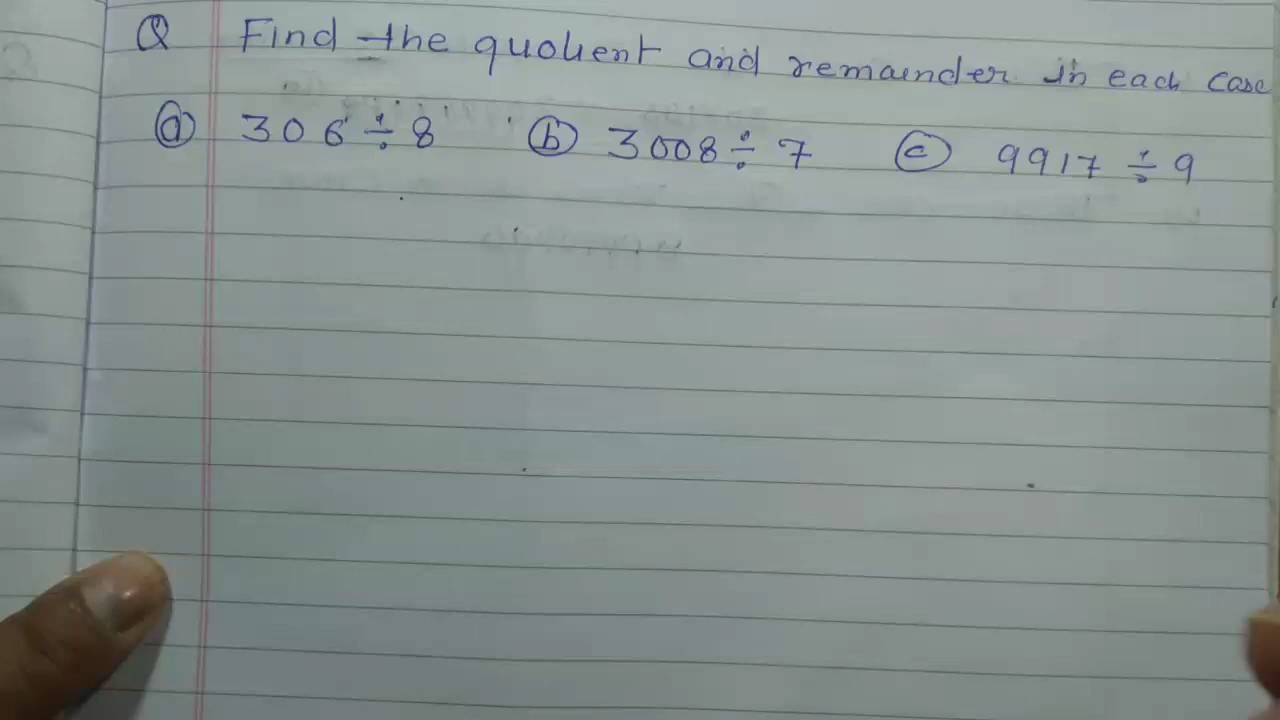 Q Find the quotient and remainder in each case
(a) 306 ÷ 8 (b) 3008 ÷ 7 (c) 9917 ÷ 9